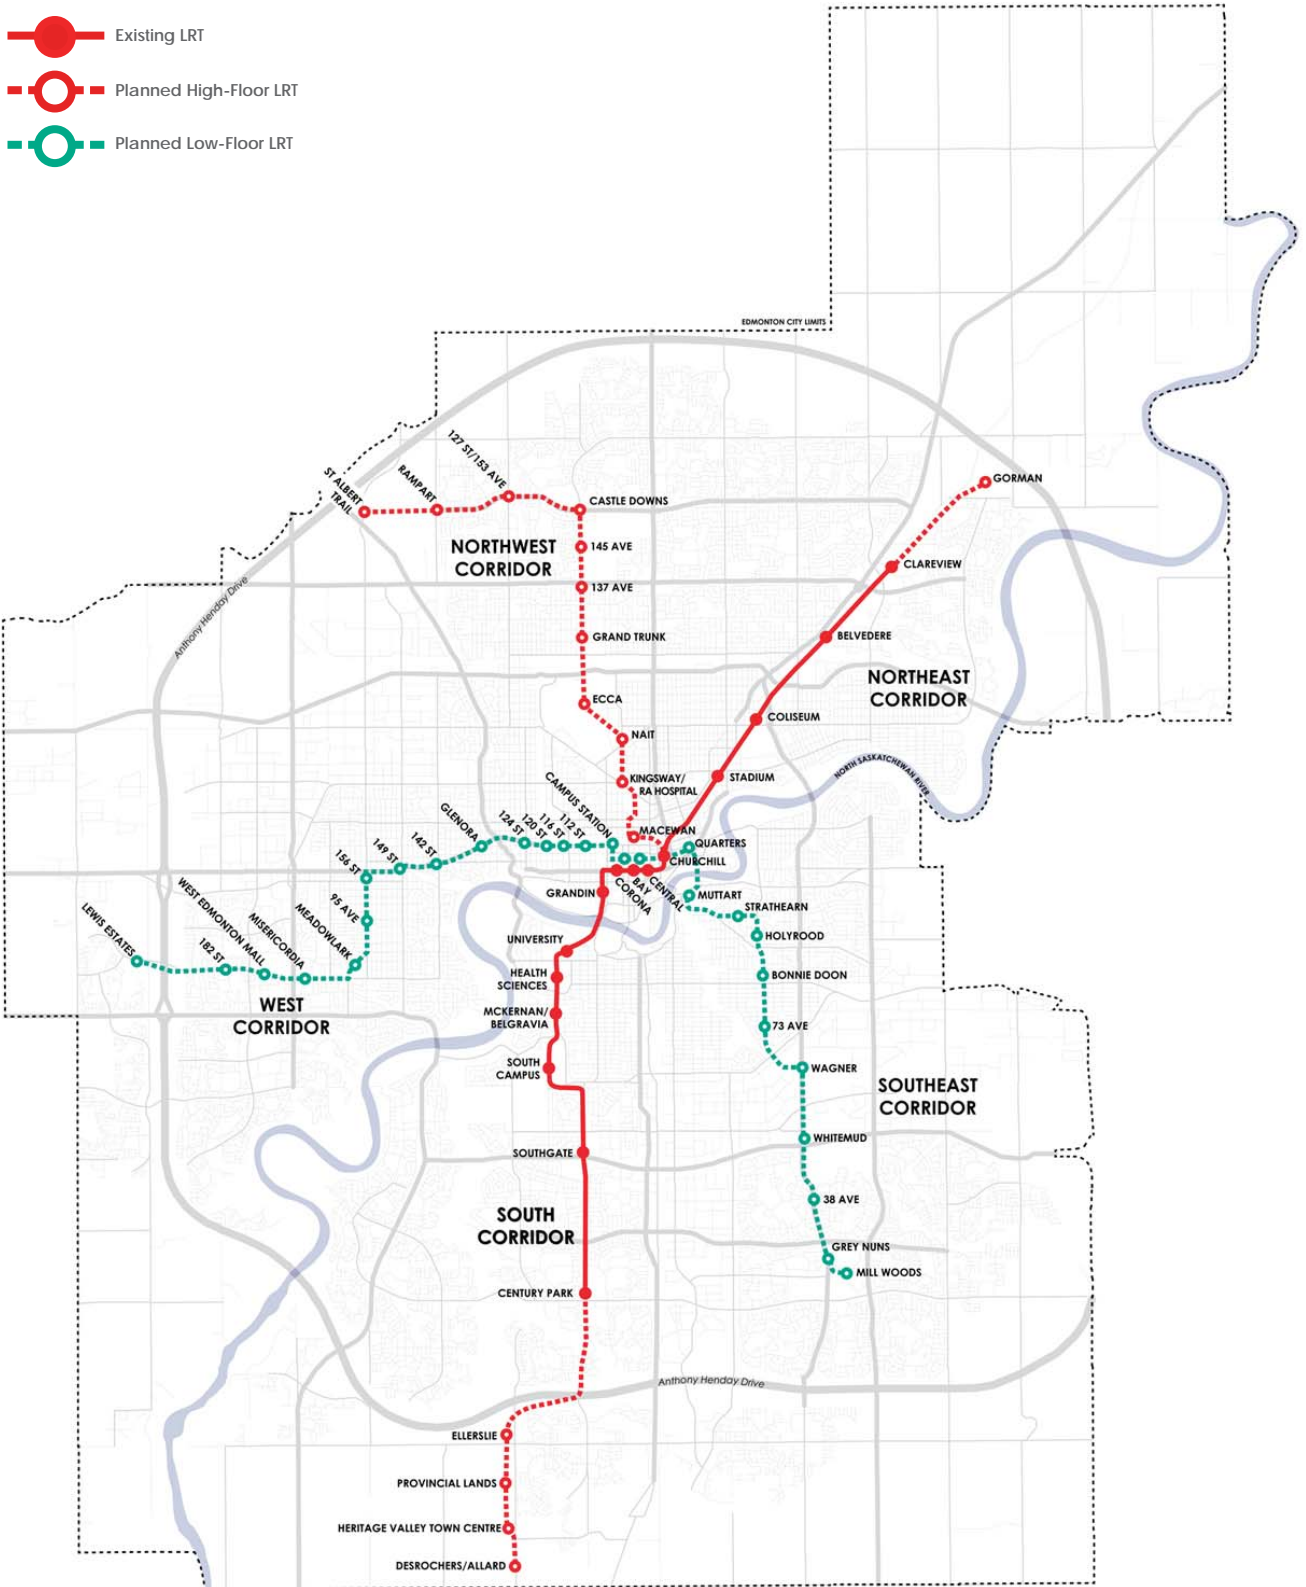 Existing LRT
Planned High-Floor LRT
Planned Low-Floor LRT
EDMONTON CITY LIMITS
127 ST/153 AVE
RAMPART
ST ALBERT
TRAIL
CASTLE DOWNS
GORMAN
NORTHWEST
CORRIDOR
145 AVE
CLAREVIEW
137 AVE
Anthony Henday Drive
GRAND TRUNK
BELVEDERE
NORTHEAST
CORRIDOR
ECCA
COLISEUM
NAIT
NORTH SASKATCHEWAN RIVER
KINGSWAY/
RA HOSPITAL
STADIUM
CAMPUS STATION
MACEWAN
GLENORA
124 ST
120 ST
116 ST
112 ST
QUARTERS
142 ST
149 ST
156 ST
CHURCHILL
BAY
CORONA
CENTRAL
GRANDIN
MUTTART
STRATHEARN
95 AVE
WEST EDMONTON MALL
MISERICORDIA
MEADOWLARK
LEWIS ESTATES
182 ST
UNIVERSITY
HOLYROOD
HEALTH
SCIENCES
BONNIE DOON
WEST
CORRIDOR
MCKERNAN/
BELGRAVIA
73 AVE
SOUTH
CAMPUS
WAGNER
SOUTHEAST
CORRIDOR
WHITEMUD
SOUTHGATE
38 AVE
SOUTH
CORRIDOR
GREY NUNS
MILL WOODS
CENTURY PARK
Anthony Henday Drive
ELLERSLIE
PROVINCIAL LANDS
HERITAGE VALLEY TOWN CENTRE
DESROCHERS/ALLARD